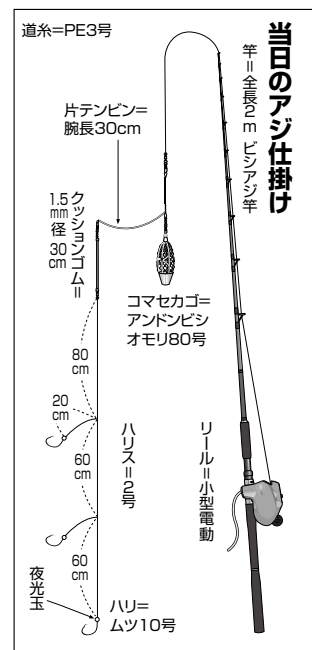 当日のアジ仕掛け
竿=全長2m ビシアジ竿
道糸=PE3号
片テンビン=
腕長30cm
クッションゴム=
1.5mm径
30cm
コマセカゴ=
アンドンビシ
オモリ80号
80
cm
20
cm
60
cm
60
cm
ハリス=2号
リール=小型電動
夜光玉
ハリ=
ムツ10号